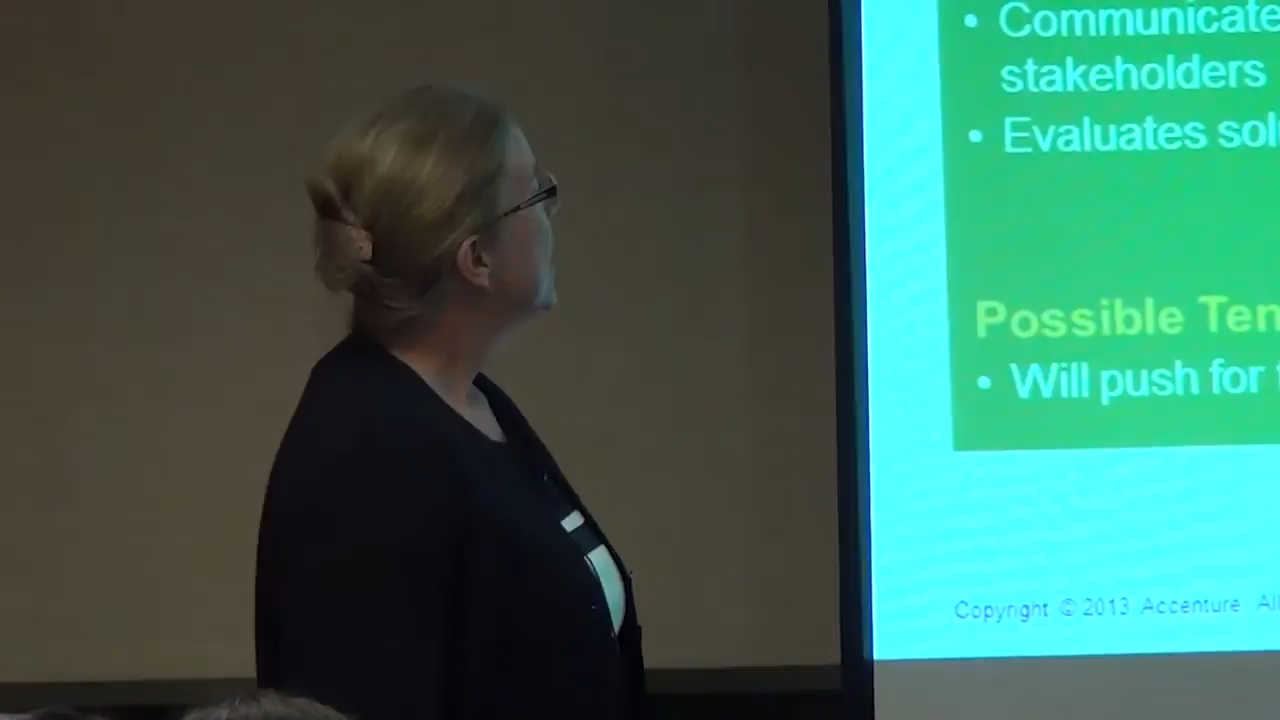 • Communicate
stakeholders
• Evaluates sol
Possible Ten
• Will push for
Copyright © 2013 Accenture All